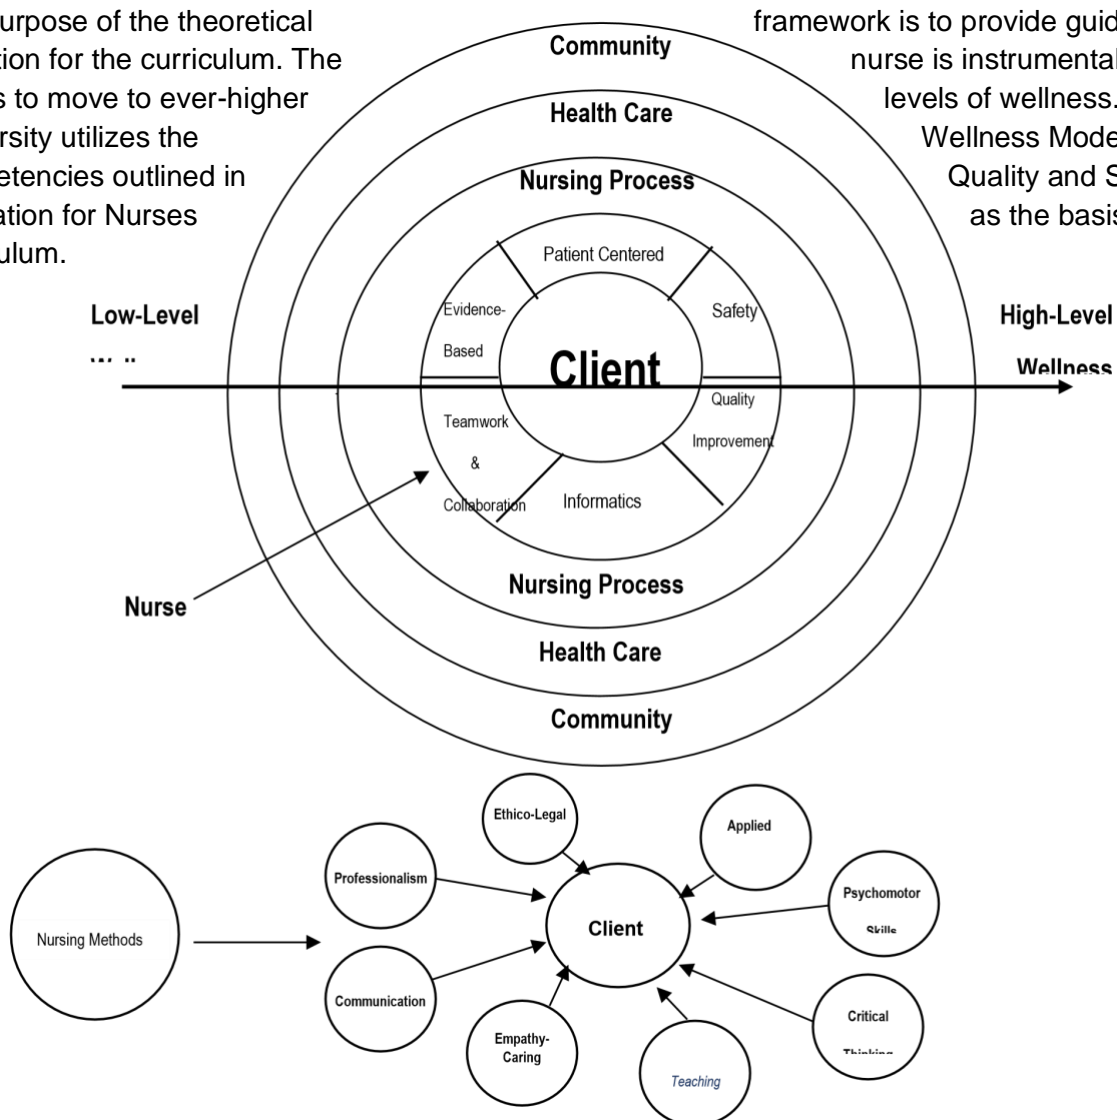 urpose of the theoretical
framework is to provide guid
tion for the curriculum. The
nurse is instrumental
s to move to ever-higher
levels of wellness.
rsity utilizes the
Wellness Mode
etencies outlined in
Quality and S
ation for Nurses
as the basis
ulum.
Community
Health Care
Nursing Process
Patient Centered
Evidence-
Based
Safety
Low-Level
High-Level
Wellness
Client
Quality
Improvement
Teamwork
&
Collaboration
Informatics
Nursing Process
Nurse
Health Care
Community
Ethico-Legal
Applied
Professionalism
Psychomotor
Skills
Client
Nursing Methods
Communication
Critical
Thinking
Empathy-
Caring
Teaching